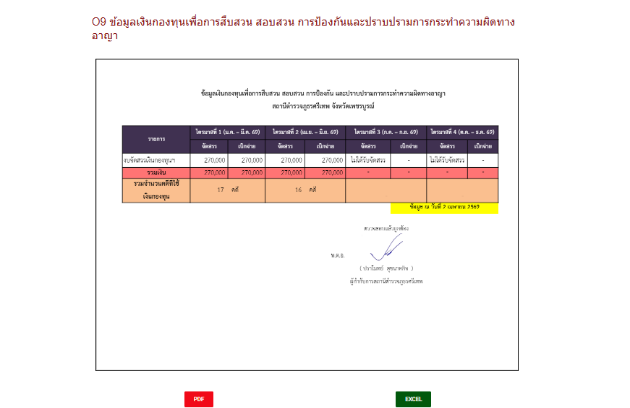 O9 ข้อมูลเงินกองทุนเพื่อการสืบสวน สอบสวน การป้องกันและปราบปรามการกระทำความผิดทาง
อาญา
ข้อมูลเงินกองทุนเพื่อการสืบสวน สอบสวน การป้องกัน และปราบปรามการกระทำความผิดทางอาญา
สถานีตำรวจภูธรศรีเทพ จังหวัดเพชรบูรณ์
รายการ ไตรมาสที่ 1 (ม.ค. - มี.ค. 69) ไตรมาสที่ 2 (เม.ย. - มิ.ย. 69) ไตรมาสที่ 3 (ก.ค. - ก.ย. 69) ไตรมาสที่ 4 (ต.ค. - ธ.ค. 69)
จัดสรร เบิกจ่าย จัดสรร เบิกจ่าย จัดสรร เบิกจ่าย จัดสรร เบิกจ่าย
งบจัดสรรเงินกองทุนฯ 270,000 270,000 270,000 270,000 ไม่ได้รับจัดสรร - ไม่ได้รับจัดสรร -
รวมเงิน 270,000 270,000 270,000 270,000 - - - -
รวมจำนวนคดีที่ใช้
เงินกองทุน 17 คดี 16 คดี
ข้อมูล ณ วันที่ เมษายน 2569
ตรวจสอบแล้วถูกต้อง
พ.ต.อ.
ผู้กำกับการสถานีตำรวจภูธรศรีเทพ
PDF EXCEL